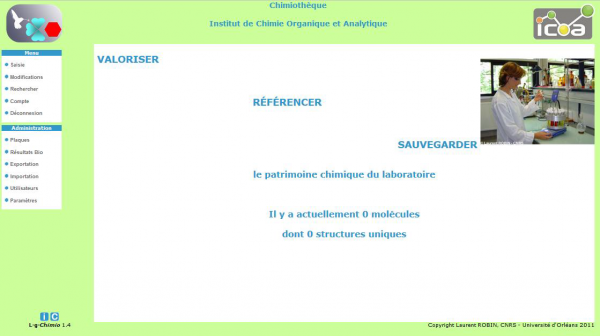 Chimiothéque
Institut de Chimie Organique et Analytique
icoa
Menu
Saisie
Modifications
Rechercher
Compte
Déconnexion
Administration
Plaques
Résultats Bio
Exportation
Importation
Utilisateurs
Paramètres
VALORISER
RÉFÉRENCER
SAUVEGARDER
le patrimoine chimique du laboratoire
Il y a actuellement 0 molécules
dont 0 structures uniques
i C
L-g-Chimio 1.4
Copyright Laurent ROBIN, CNRS - Université d'Orléans 2011